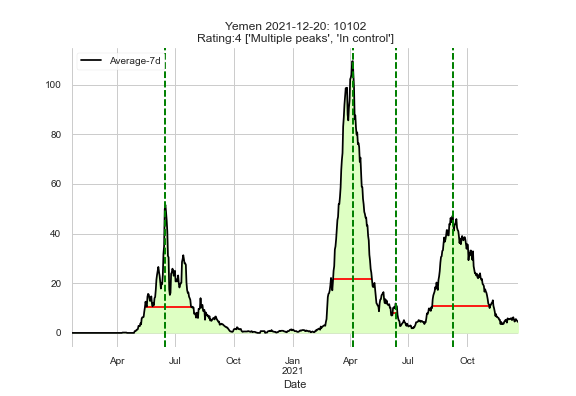 Yemen 2021-12-20: 10102
Rating:4 ['Multiple peaks', 'In control']
Average-7d
100
80
60
40
20
0
Apr Jul Oct Jan Apr Jul Oct
2021
Date